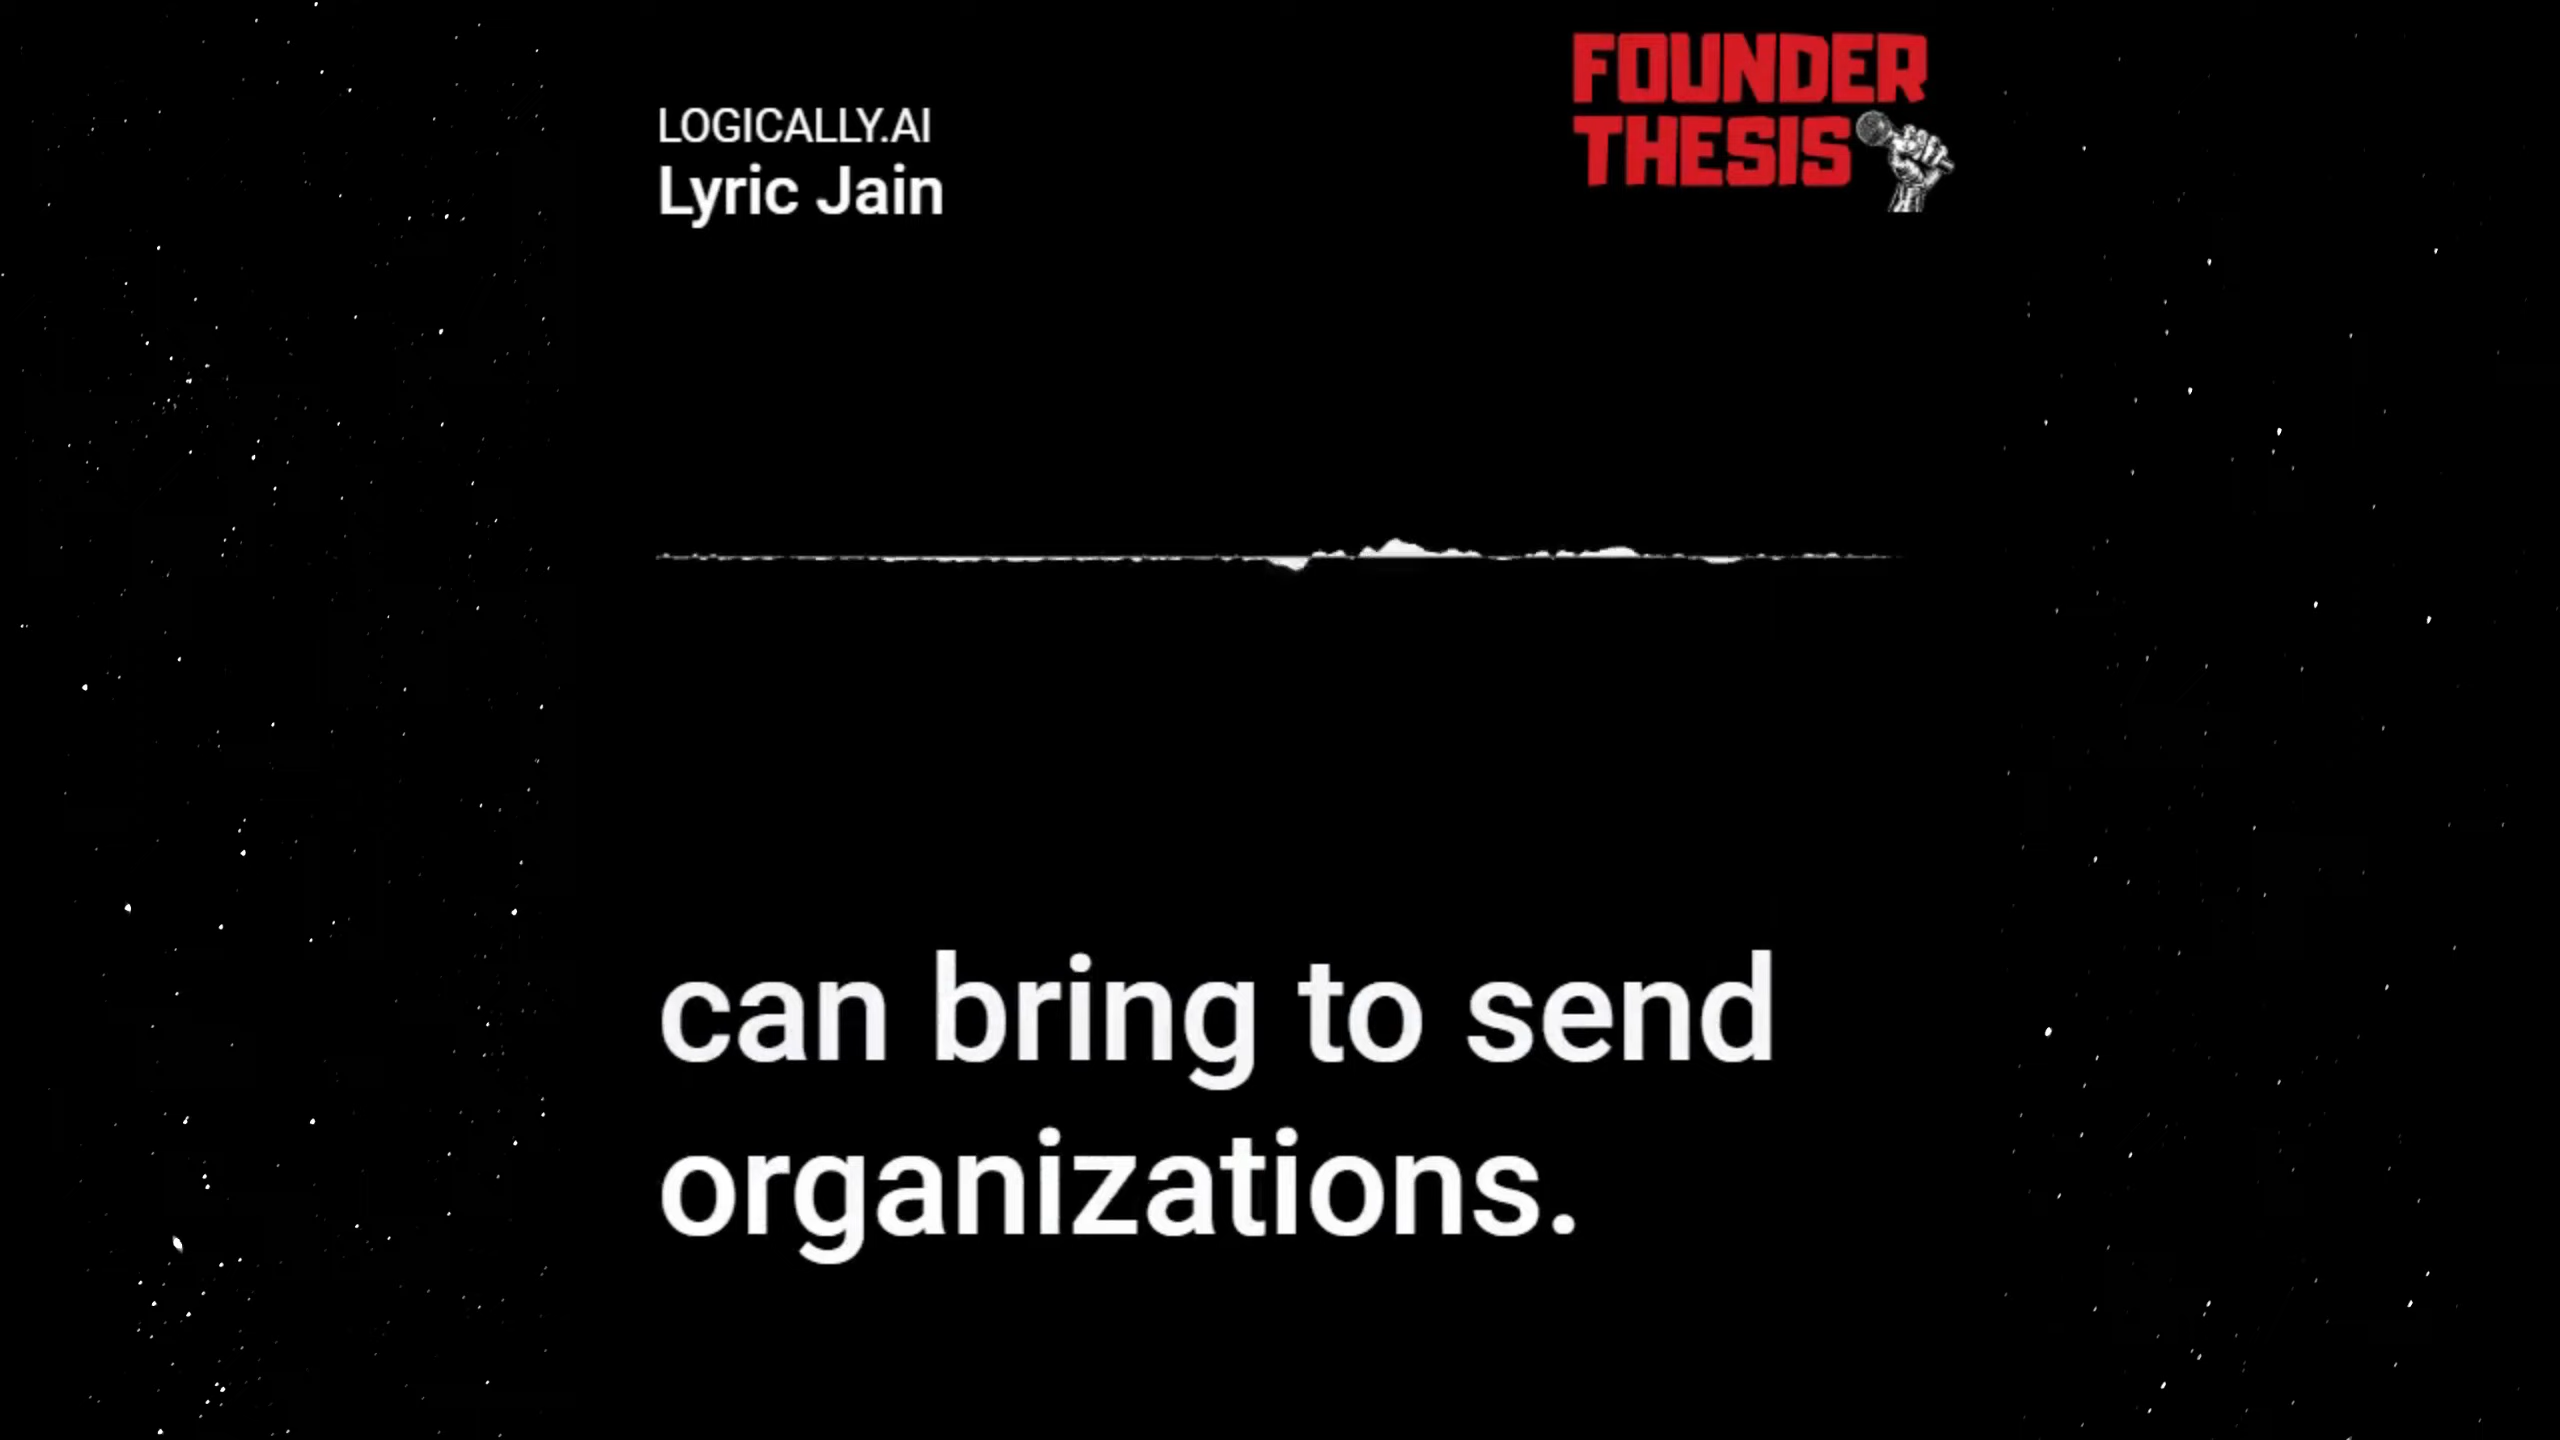 LOGICALLY.AI
Lyric Jain
FOUNDER
THESIS
can bring to send
organizations.